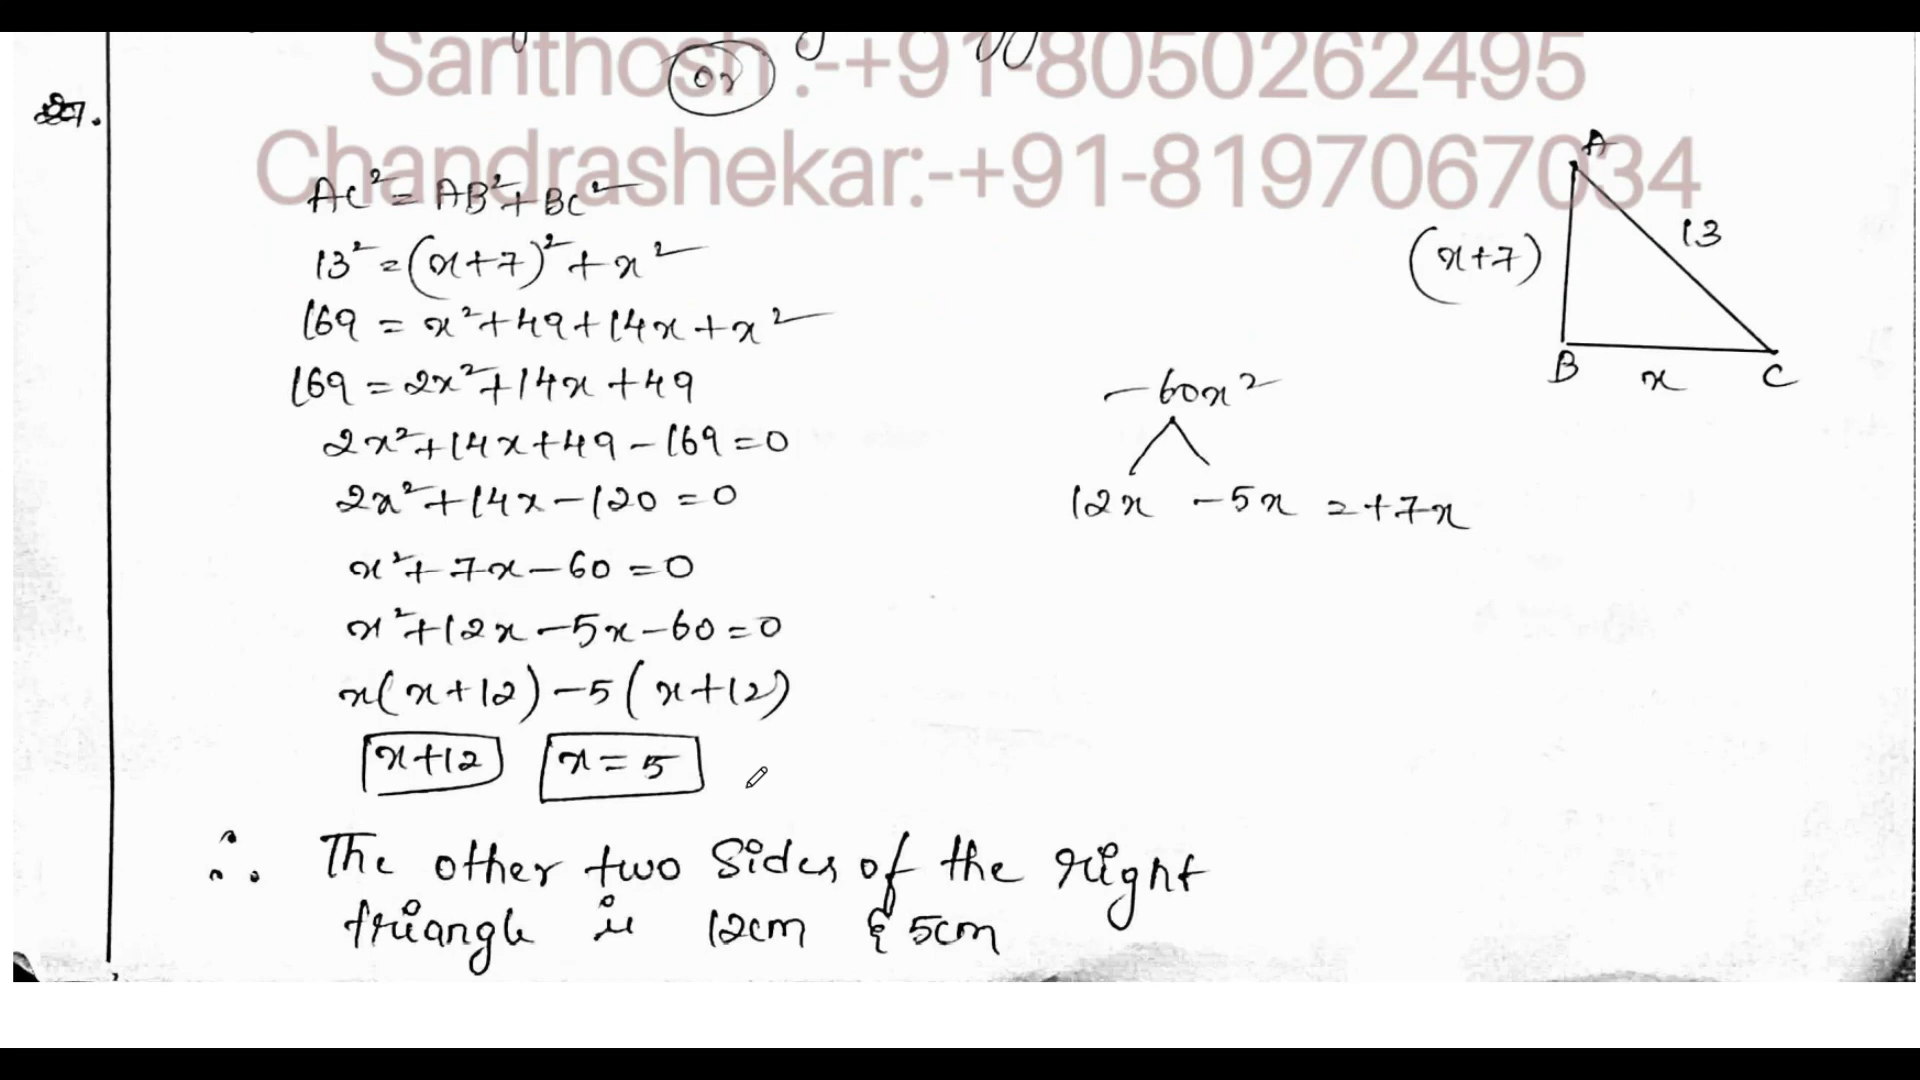 Santhosh :-+91-8050262495
(or)
27.
Chandrashekar:-+91-8197067034
AC² = AB² + BC²
13² = (x+7)² + x²
169 = x² + 49 + 14x + x²
169 = 2x² + 14x + 49
2x² + 14x + 49 - 169 = 0
2x² + 14x - 120 = 0
x² + 7x - 60 = 0
x² + 12x - 5x - 60 = 0
x(x+12) - 5(x+12)
x+12 x = 5
A
(x+7) 13
B x C
-60x²
12x -5x = +7x
∴ The other two sides of the right
triangle is 12cm & 5cm